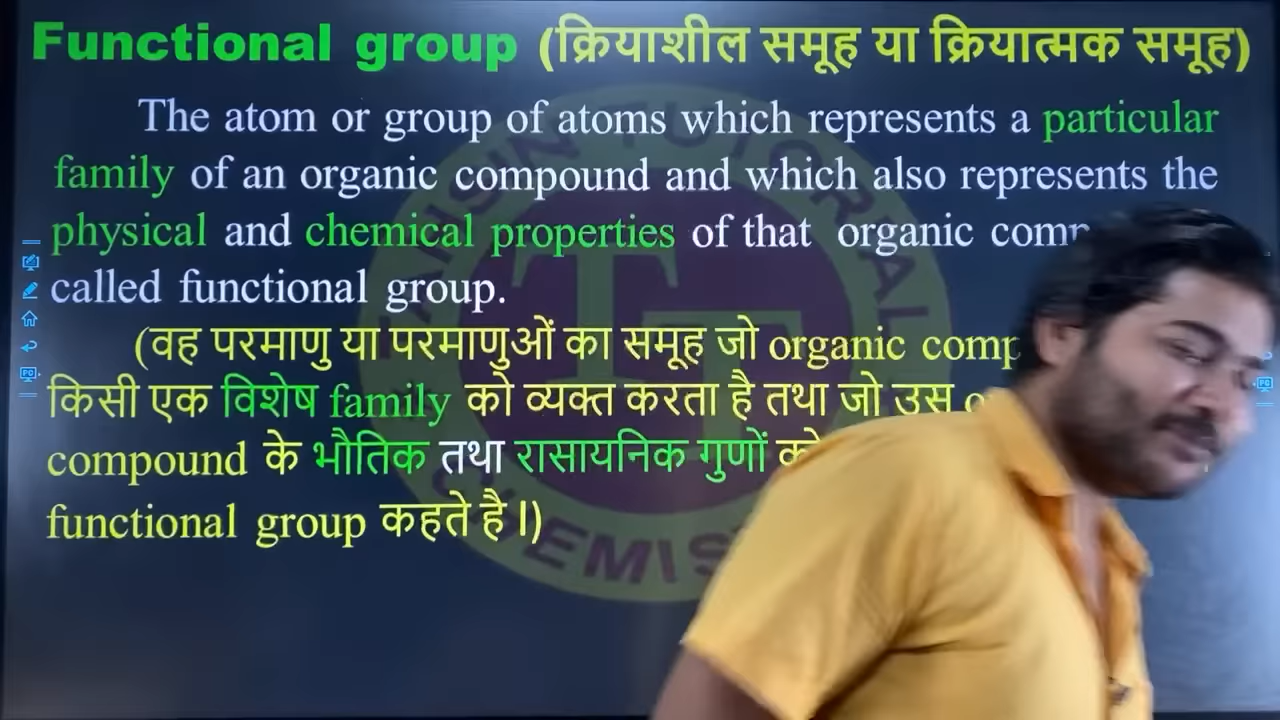 Functional group (क्रियाशील समूह या क्रियात्मक समूह)
The atom or group of atoms which represents a particular
family of an organic compound and which also represents the
physical and chemical properties of that organic
called functional group.
(वह परमाणु या परमाणुओं का समूह जो organic
किसी एक विशेष family को व्यक्त करता है तथा जो उस
compound के भौतिक तथा रासायनिक गुणों
functional group कहते है।)
TUTORIAL
TT